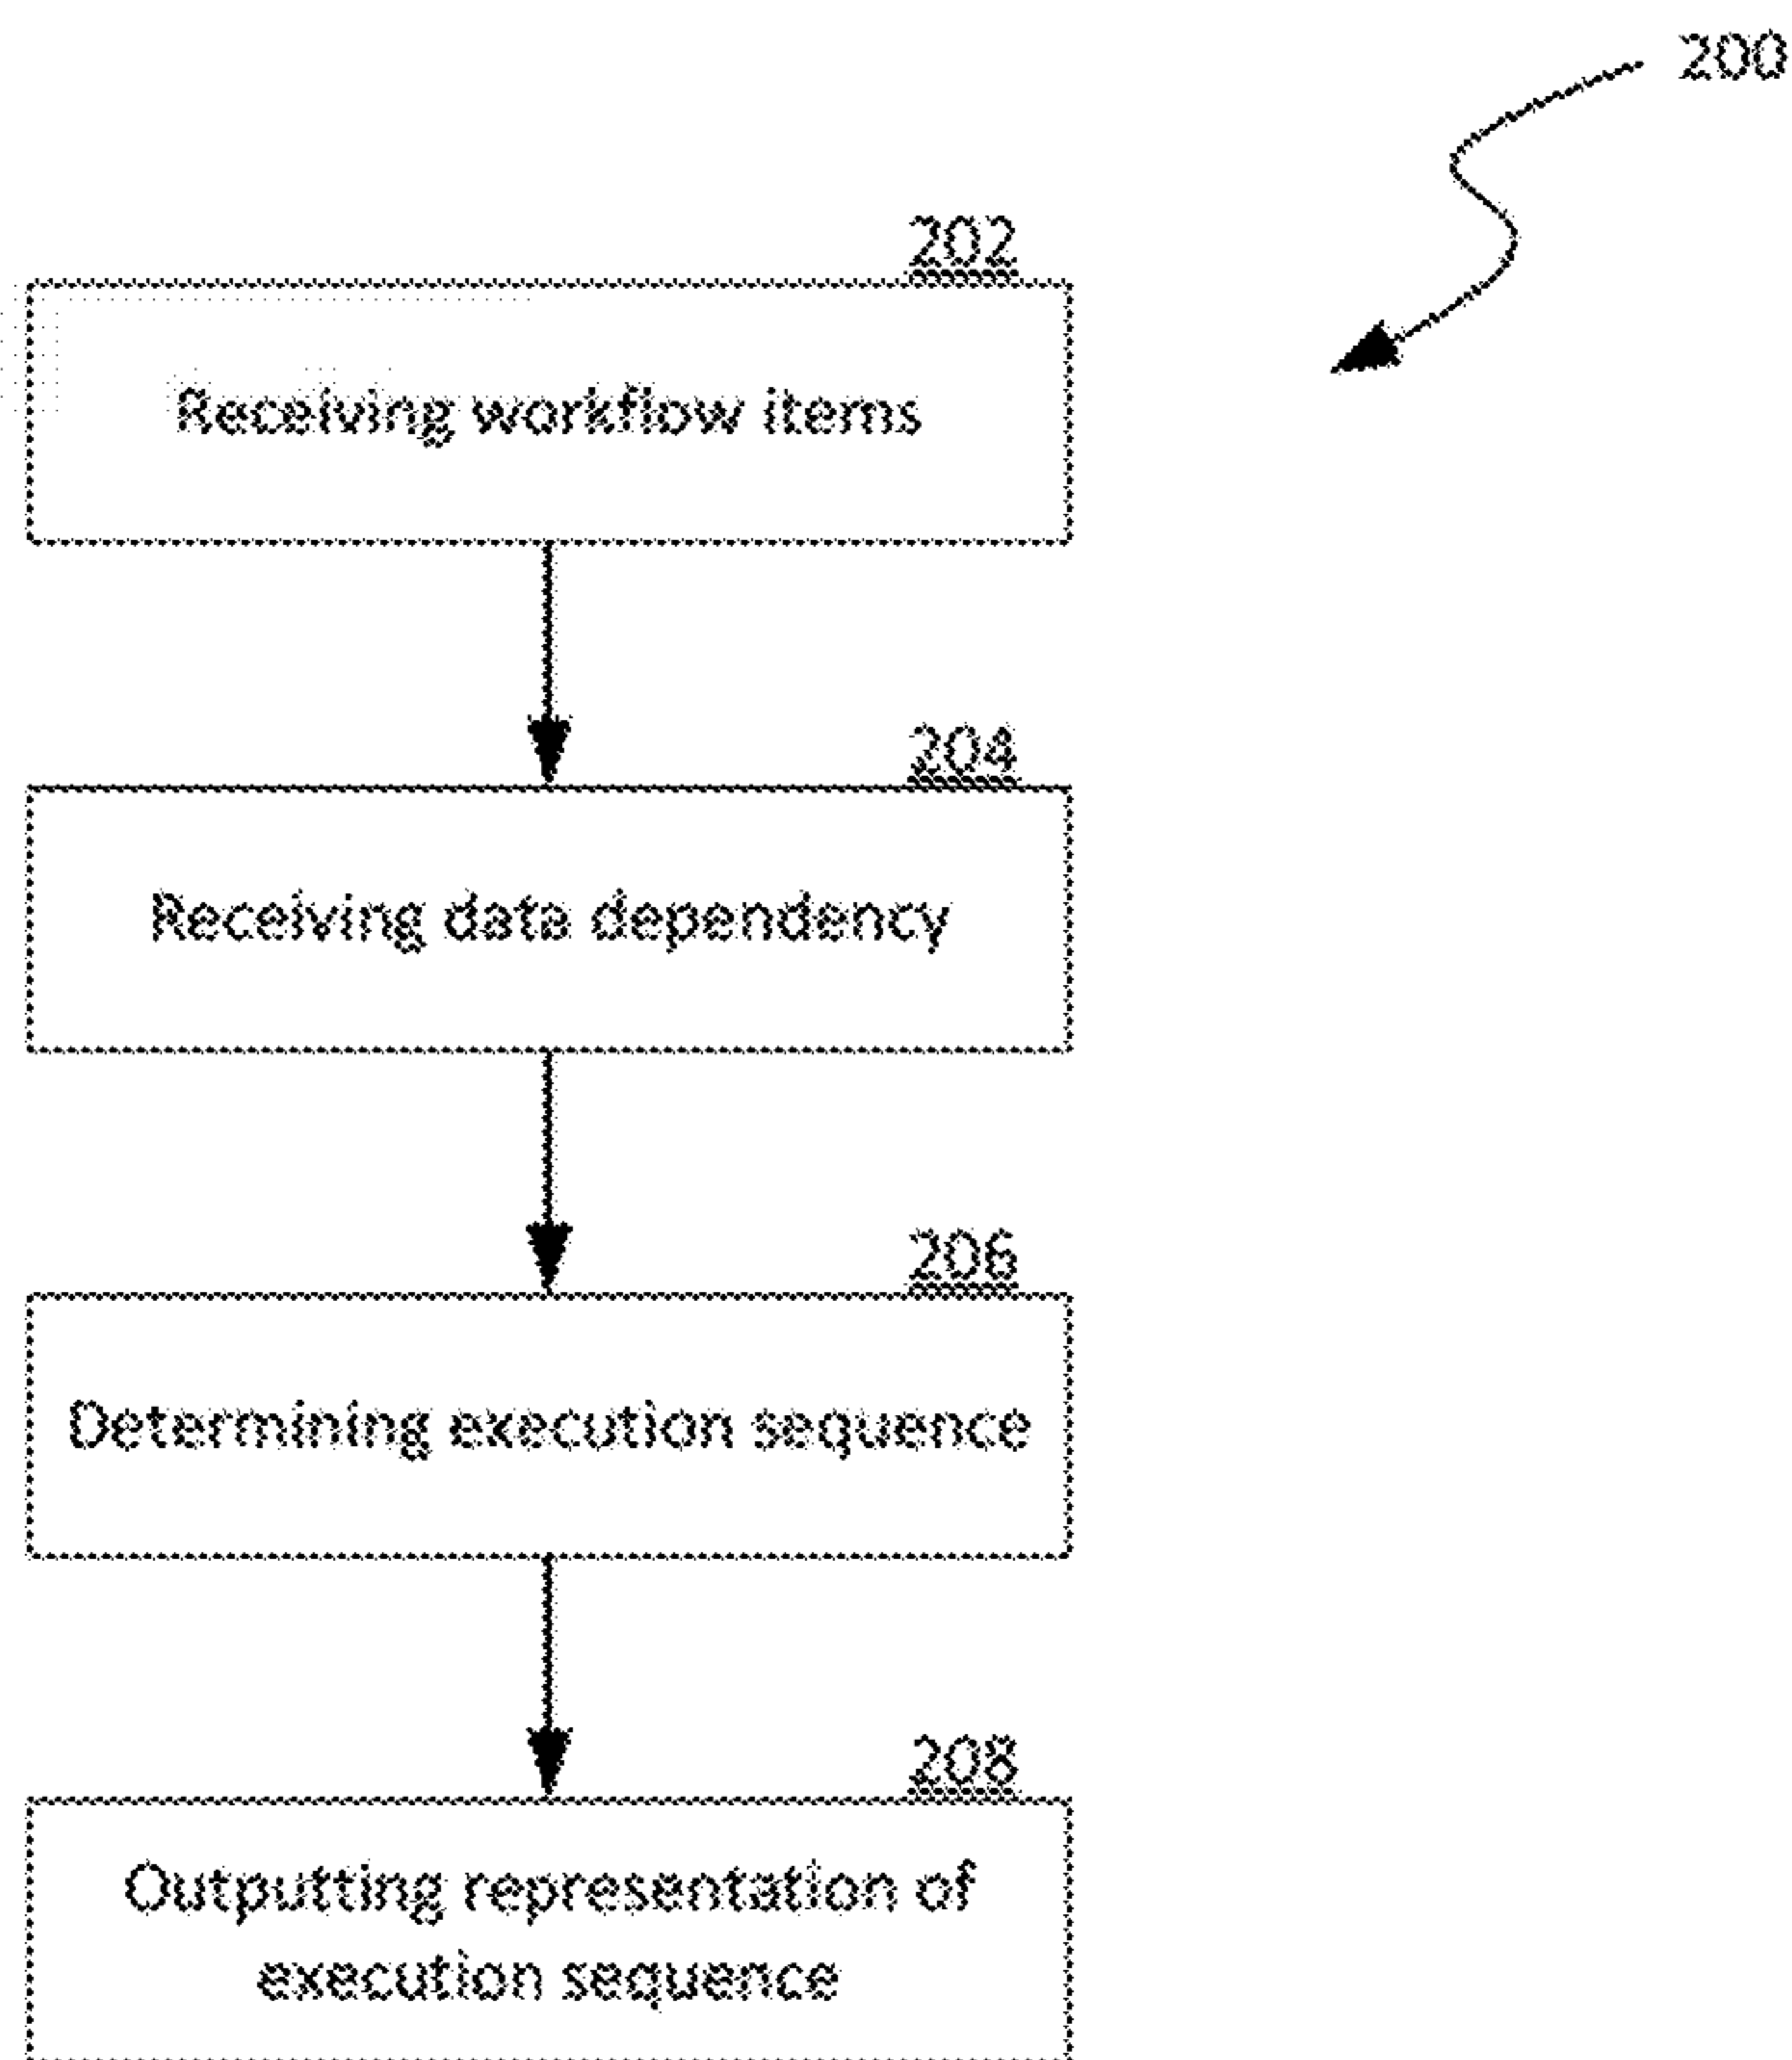 200
202
Receiving workflow items
204
Receiving data dependency
206
Determining execution sequence
208
Outputting representation of
execution sequence